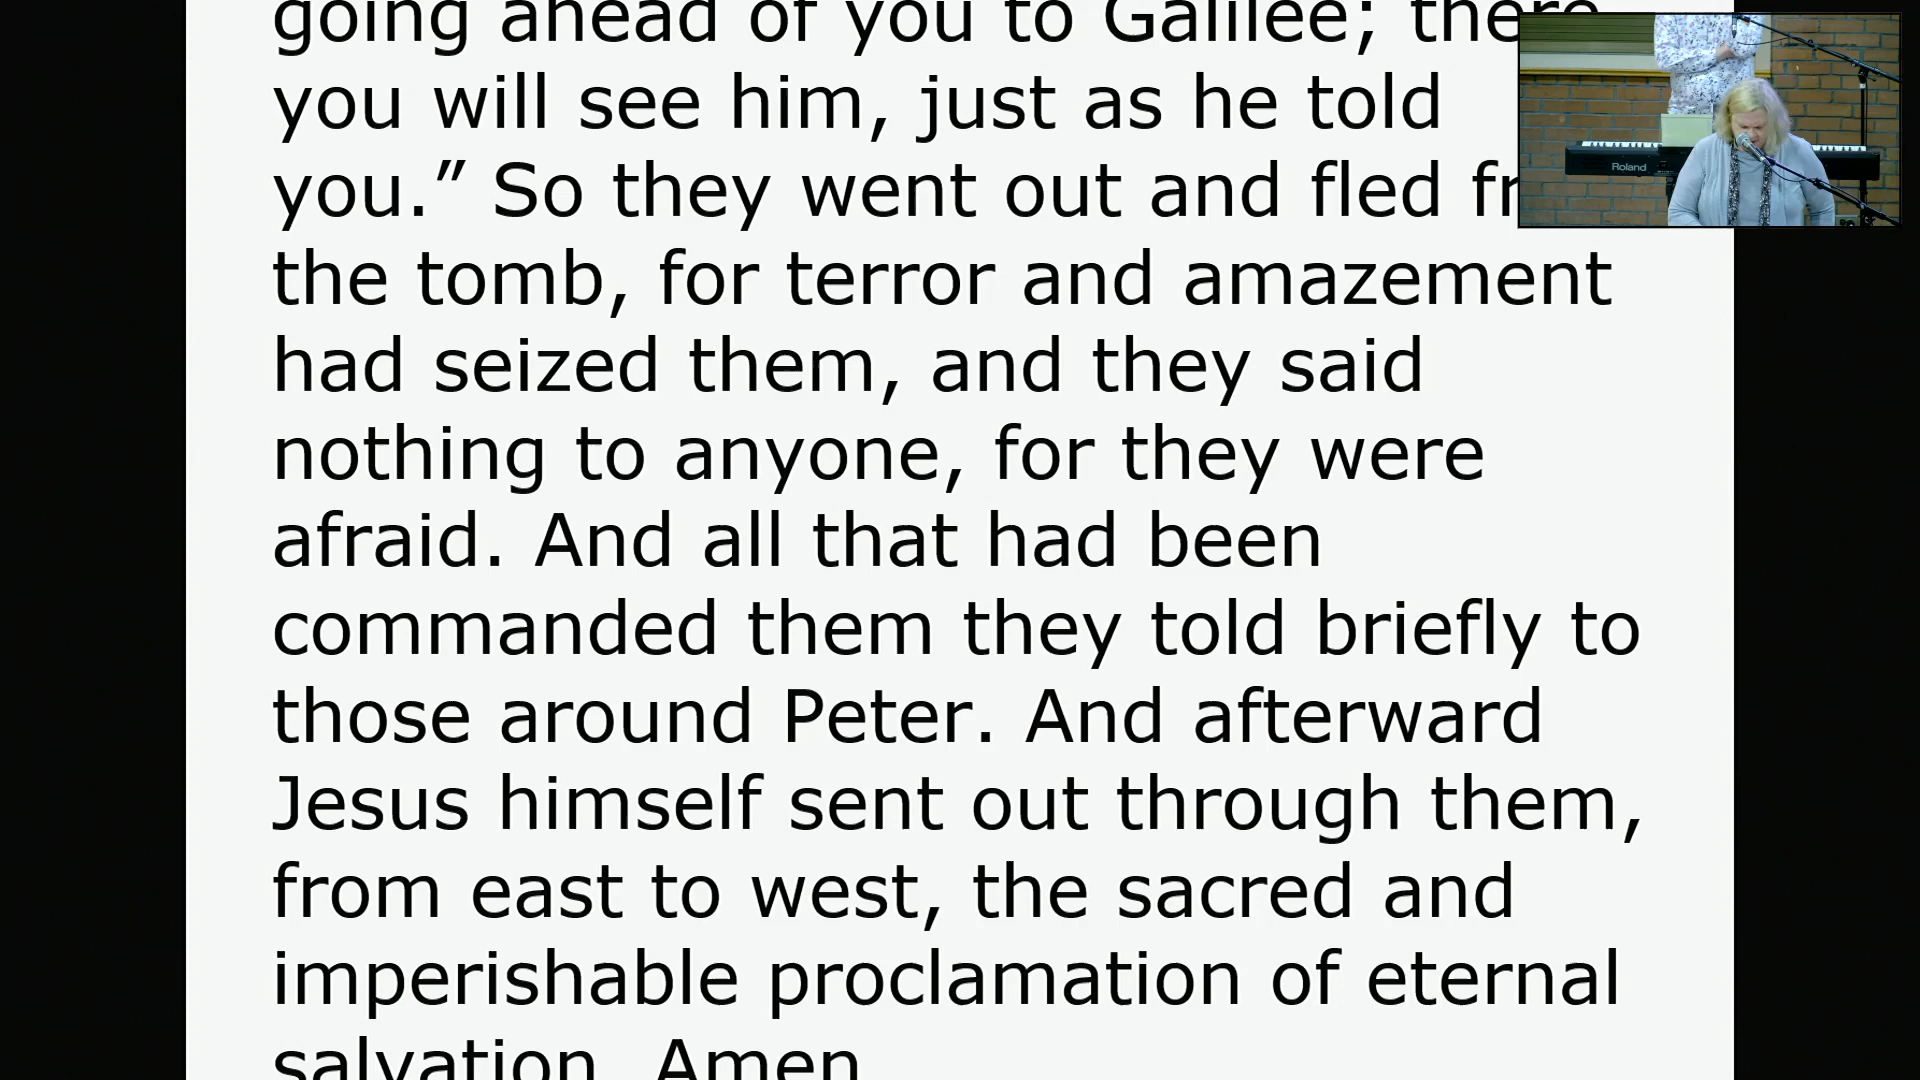 going ahead of you to Galilee; there
you will see him, just as he told
you.” So they went out and fled fr
the tomb, for terror and amazement
had seized them, and they said
nothing to anyone, for they were
afraid. And all that had been
commanded them they told briefly to
those around Peter. And afterward
Jesus himself sent out through them,
from east to west, the sacred and
imperishable proclamation of eternal
salvation. Amen
Roland